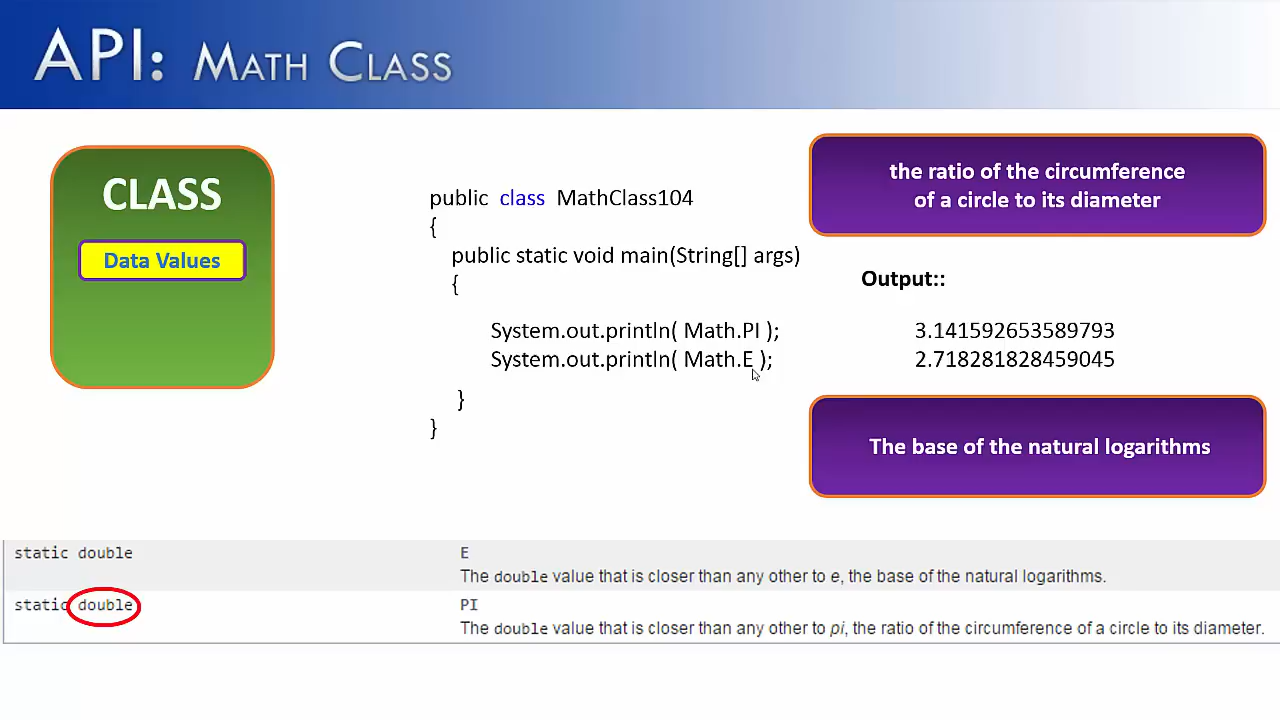 API: Math Class
CLASS
Data Values
public class MathClass104
{
public static void main(String[] args)
{
System.out.println( Math.PI );
System.out.println( Math.E );
}
}
the ratio of the circumference
of a circle to its diameter
Output::
3.141592653589793
2.718281828459045
The base of the natural logarithms
static double E
The double value that is closer than any other to e, the base of the natural logarithms.
static double PI
The double value that is closer than any other to pi, the ratio of the circumference of a circle to its diameter.